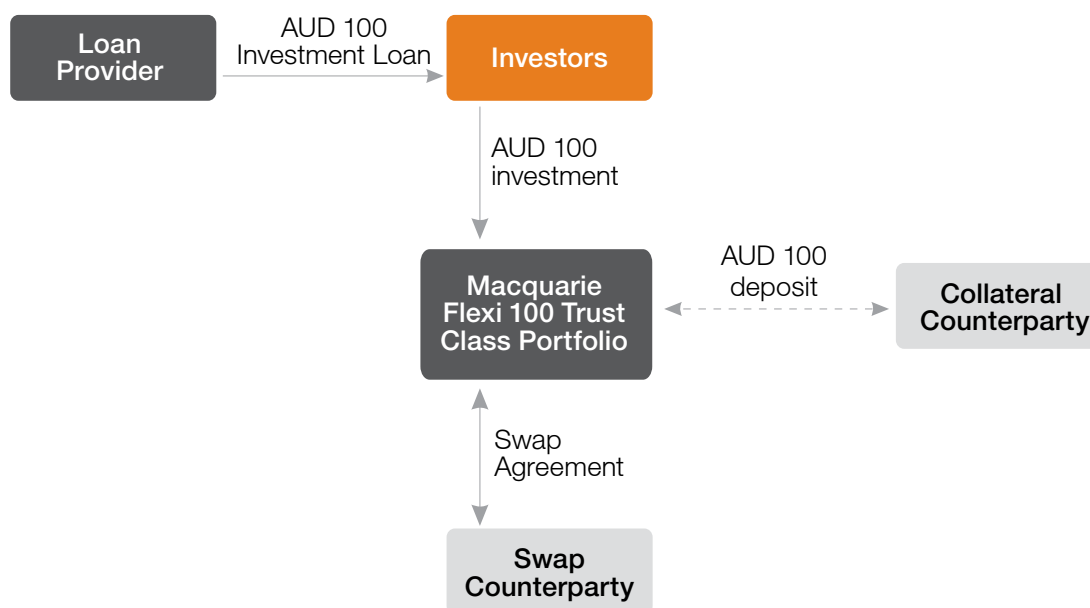 Loan
Provider
AUD 100
Investment Loan
Investors
AUD 100
investment
Macquarie
Flexi 100 Trust
Class Portfolio
AUD 100
deposit
Collateral
Counterparty
Swap
Agreement
Swap
Counterparty